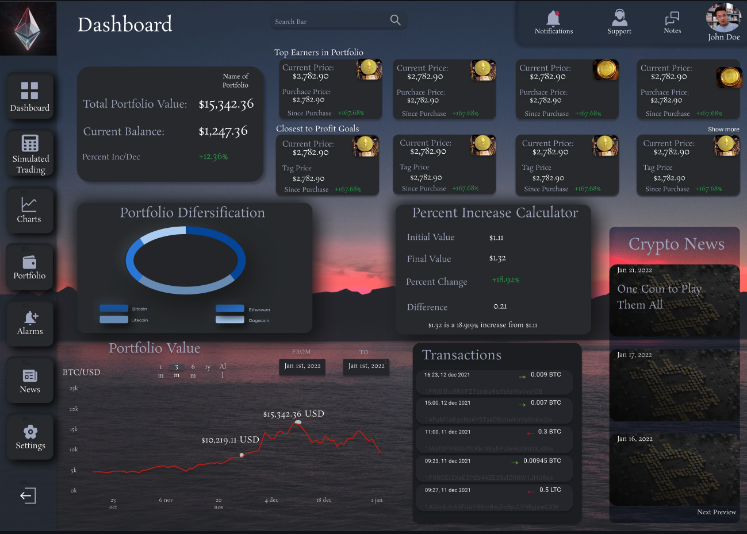 Dashboard
Search Bar
Notifications
Support
Notes
John Doe
Dashboard
Simulated
Trading
Charts
Portfolio
Alarms
News
Settings
Name of
Portfolio
Total Portfolio Value: $15,342.36
Current Balance: $1,247.36
Percent Inc/Dec +12.36%
Top Earners in Portfolio
Current Price:
$2,782.90
Purchace Price:
$2,782.90
Since Purchase +167.68%
Current Price:
$2,782.90
Purchace Price:
$2,782.90
Since Purchase +167.68%
Current Price:
$2,782.90
Purchace Price:
$2,782.90
Since Purchase +167.68%
Current Price:
$2,782.90
Purchace Price:
$2,782.90
Since Purchase +167.68%
Closest to Profit Goals
Show more
Current Price:
$2,782.90
Tag Price
$2,782.90
Since Purchase +167.68%
Current Price:
$2,782.90
Tag Price
$2,782.90
Since Purchase +167.68%
Current Price:
$2,782.90
Tag Price
$2,782.90
Since Purchase +167.68%
Current Price:
$2,782.90
Tag Price
$2,782.90
Since Purchase +167.68%
Portfolio Difersification
Bitcoin
Ethereum
Litecoin
Dogecoin
Percent Increase Calculator
Initial Value $1.11
Final Value $1.32
Percent Change +18.92%
Difference 0.21
$1.32 is a 18.919% increase from $1.11
Crypto News
Jan 21, 2022
One Coin to Play
Them All
Jan 17, 2022
Jan 16, 2022
Next Preview
Portfolio Value
BTC/USD
1 m
3 m
6 m
1y
Al l
FROM
Jan 1st, 2022
TO
Jan 1st, 2022
25k
20k
15k
10k
5k
0k
$10,219.11 USD
$15,342.36 USD
25 oct
6 nov
20 nov
4 dec
18 dec
1 jan
Transactions
16:23, 12 dec 2021 0.009 BTC
15:00, 12 dec 2021 0.007 BTC
11:00, 11 dec 2021 0.3 BTC
09:23, 11 dec 2021 0.00945 BTC
09:27, 11 dec 2021 0.5 LTC